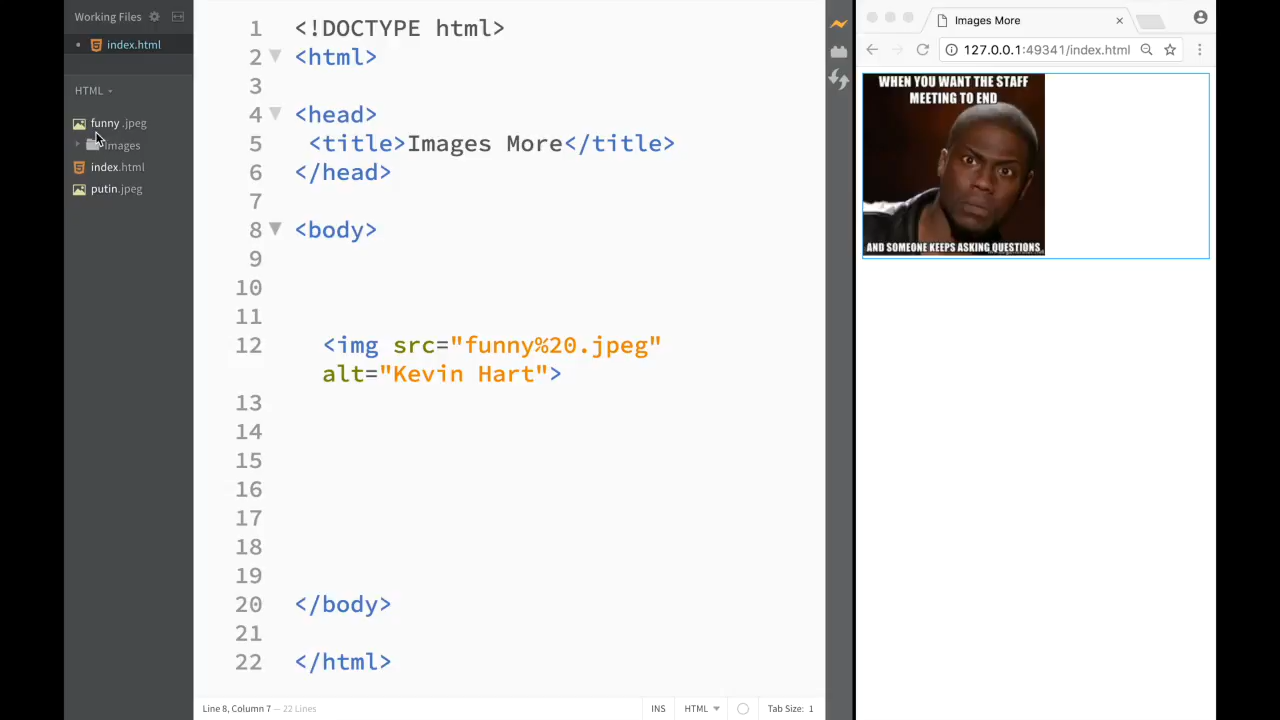 Working Files
index.html
HTML
funny .jpeg
images
index.html
putin.jpeg
1 <!DOCTYPE html>
2 <html>
3
4 <head>
5 <title>Images More</title>
6 </head>
7
8 <body>
9
10
11
12 <img src="funny%20.jpeg"
alt="Kevin Hart">
13
14
15
16
17
18
19
20 </body>
21
22 </html>
Line 8, Column 7 — 22 Lines
INS
HTML
Tab Size: 1
Images More
127.0.0.1:49341/index.html
WHEN YOU WANT THE STAFF
MEETING TO END
AND SOMEONE KEEPS ASKING QUESTIONS